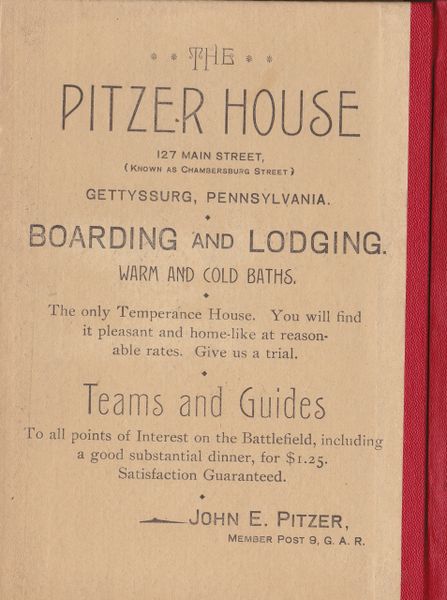 THE
PITZER HOUSE
127 MAIN STREET,
(KNOWN AS CHAMBERSBURG STREET)
GETTYSSURG, PENNSYLVANIA.
BOARDING AND LODGING.
WARM AND COLD BATHS.
The only Temperance House. You will find
it pleasant and home-like at reason-
able rates. Give us a trial.
Teams and Guides
To all points of Interest on the Battlefield, including
a good substantial dinner, for $1.25.
Satisfaction Guaranteed.
JOHN E. PITZER,
MEMBER POST 9, G. A. R.